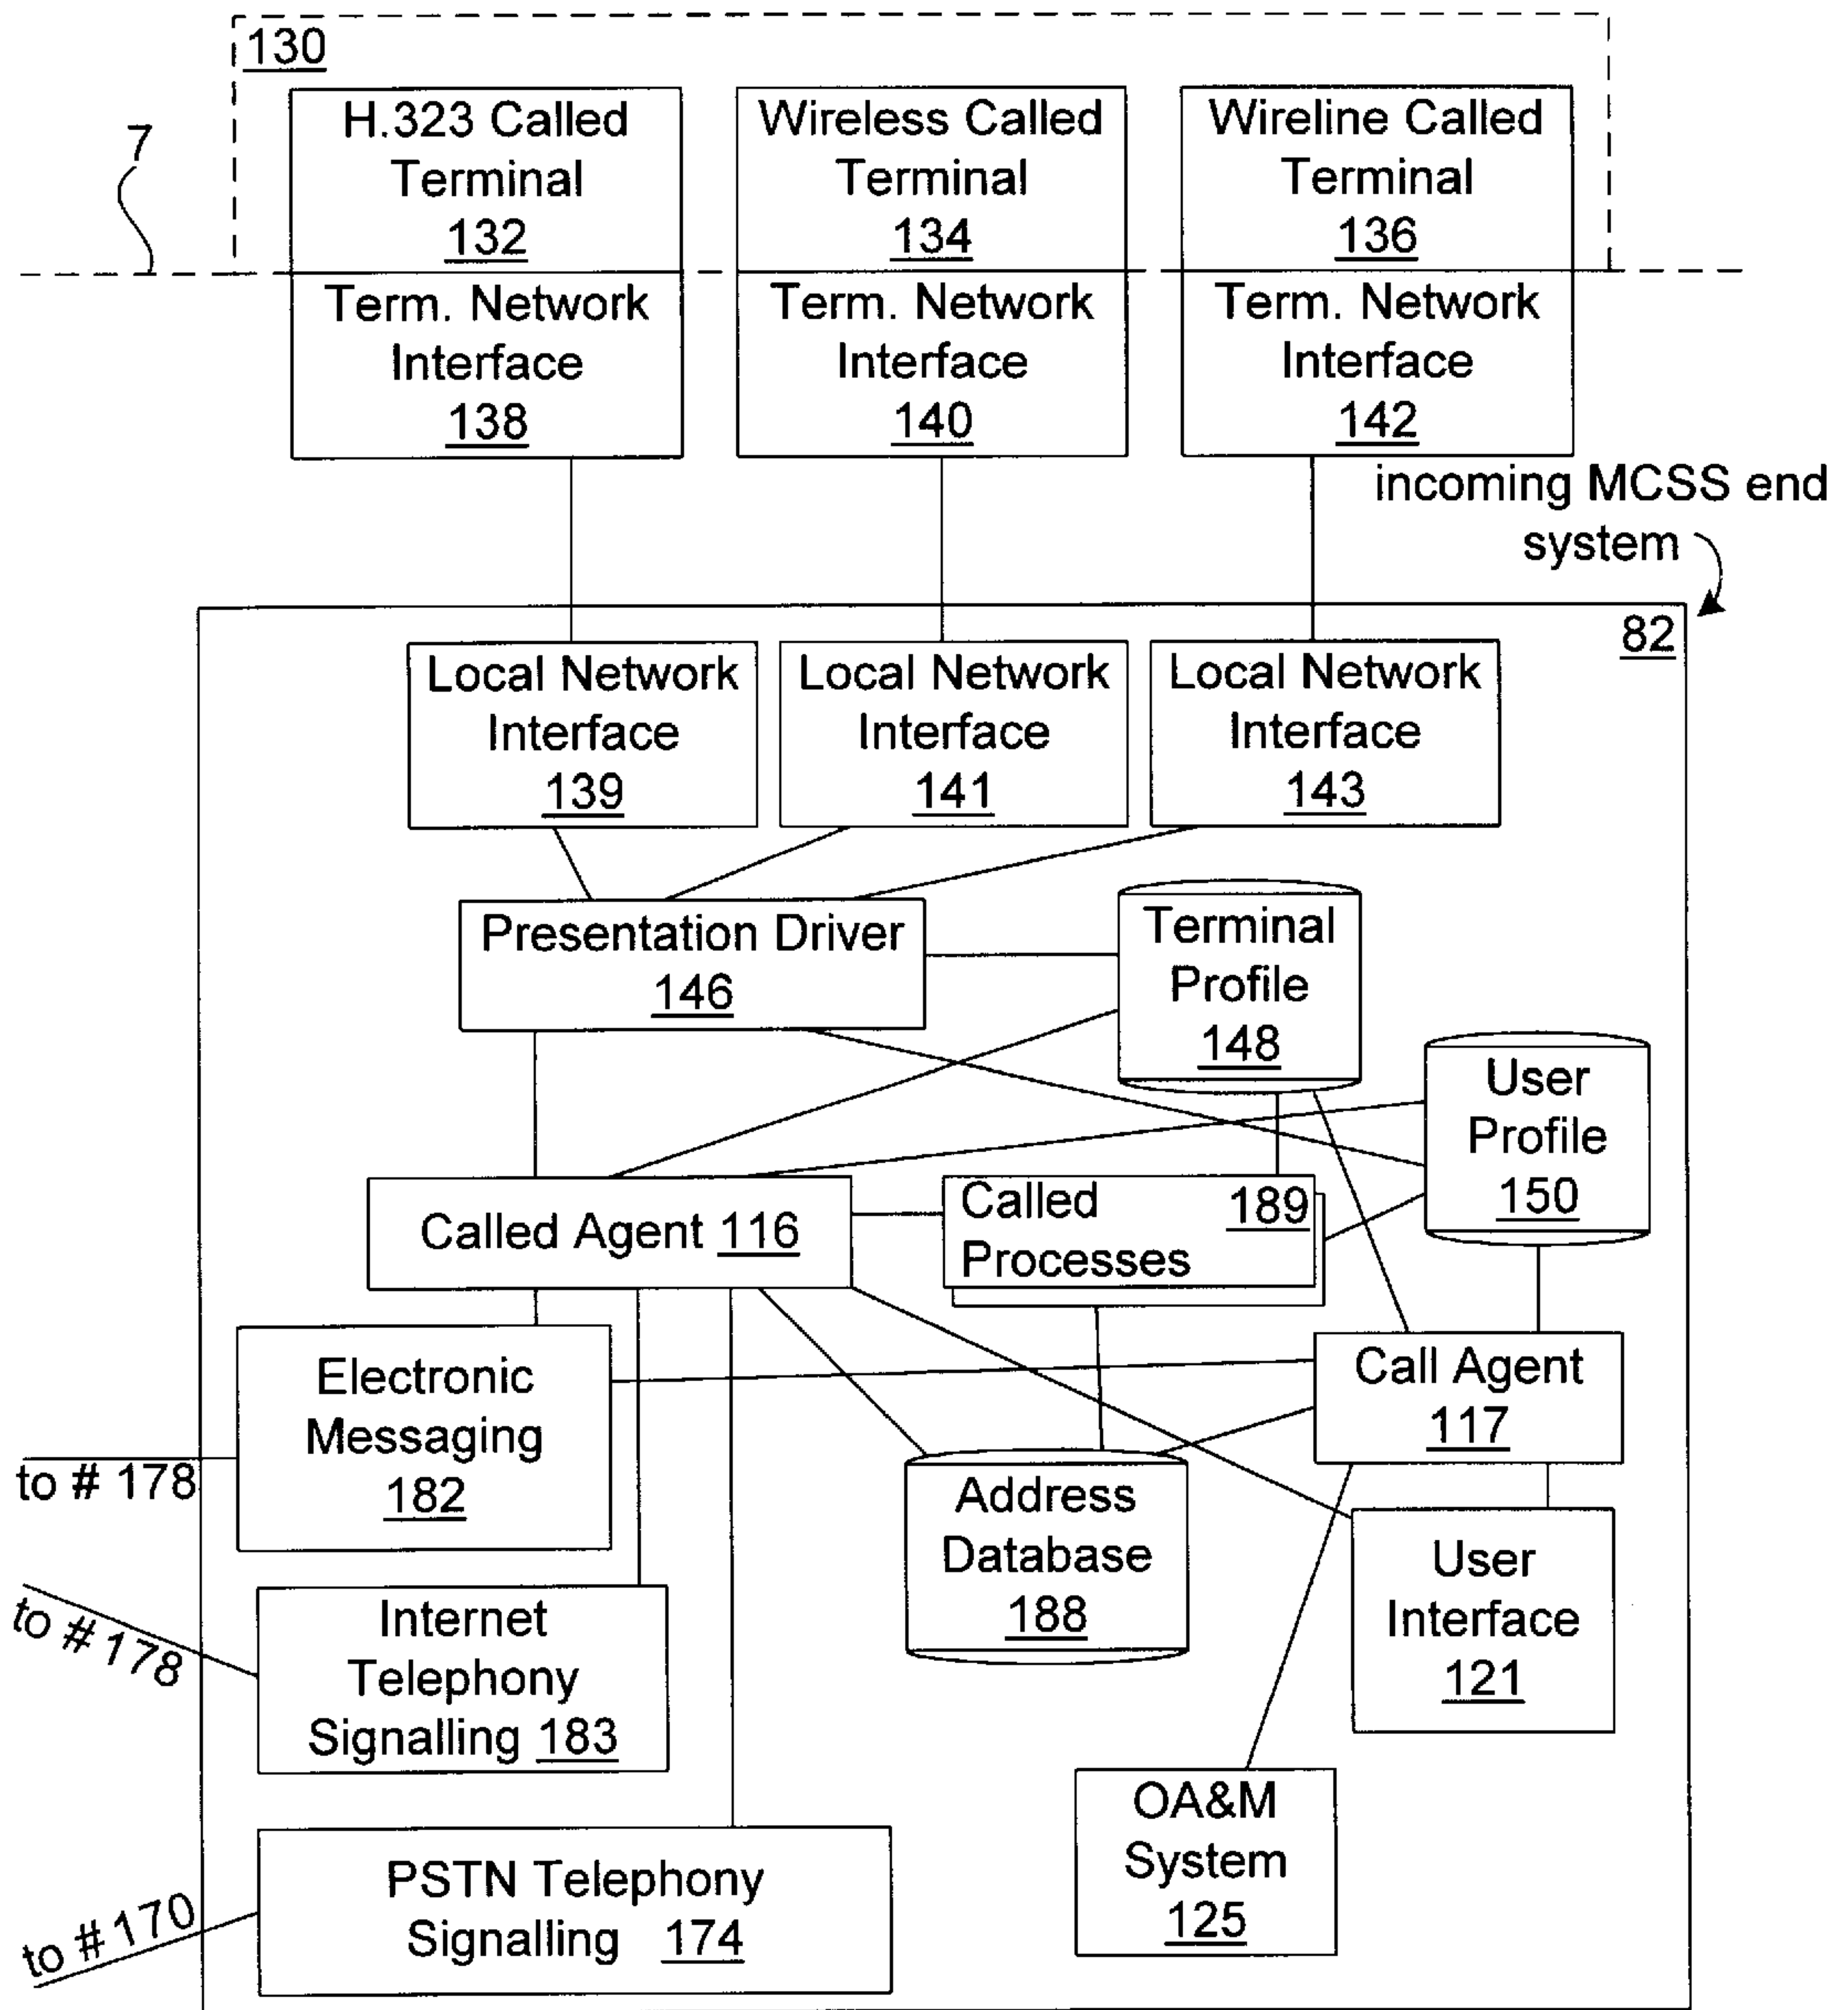 130
7
H.323 Called
Terminal
132
Wireless Called
Terminal
134
Wireline Called
Terminal
136
Term. Network
Interface
138
Term. Network
Interface
140
Term. Network
Interface
142
incoming MCSS end
system
82
Local Network
Interface
139
Local Network
Interface
141
Local Network
Interface
143
Presentation Driver
146
Terminal
Profile
148
User
Profile
150
Called Agent 116
Called
Processes
189
Electronic
Messaging
182
Call Agent
117
to # 178
Address
Database
188
User
Interface
121
to # 178
Internet
Telephony
Signalling 183
OA&M
System
125
to # 170
PSTN Telephony
Signalling 174